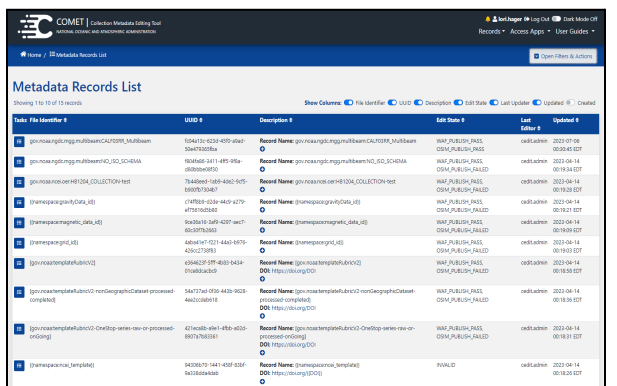 COMET | Collection Metadata Editing Tool
NATIONAL OCEANIC AND ATMOSPHERIC ADMINISTRATION
lori.hager Log Out Dark Mode Off
Records Access Apps User Guides
Home / Metadata Records List
Open Filters & Actions
Metadata Records List
Showing 1 to 10 of 15 records
Show Columns: File Identifier UUID Description Edit State Last Updater Updated Created
Tasks File Identifier UUID Description Edit State Last Editor Updated
gov.noaa.ngdc.mgg.multibeam:CALF03RR_Multibeam
Record Name: gov.noaa.ngdc.mgg.multibeam:CALF03RR_Multibeam
WAF_PUBLISH_PASS,
OSIM_PUBLISH_PASS
cedit.admin 2023-07-08
00:30:45 EDT
gov.noaa.ngdc.mgg.multibeam:NO_ISO_SCHEMA
Record Name: gov.noaa.ngdc.mgg.multibeam:NO_ISO_SCHEMA
WAF_PUBLISH_PASS,
OSIM_PUBLISH_FAILED
cedit.admin 2023-04-14
00:19:34 EDT
gov.noaa.ncei.oer:HB1204_COLLECTION-test
Record Name: gov.noaa.ncei.oer:HB1204_COLLECTION-test
WAF_PUBLISH_PASS,
OSIM_PUBLISH_FAILED
cedit.admin 2023-04-14
00:19:29 EDT
{{namespace:gravityData_id}}
Record Name: {{namespace:gravityData_id}}
WAF_PUBLISH_PASS,
OSIM_PUBLISH_FAILED
cedit.admin 2023-04-14
00:19:21 EDT
{{namespace:magnetic_data_id}}
Record Name: {{namespace:magnetic_data_id}}
WAF_PUBLISH_PASS,
OSIM_PUBLISH_FAILED
cedit.admin 2023-04-14
00:19:09 EDT
{{namespace:grid_id}}
Record Name: {{namespace:grid_id}}
WAF_PUBLISH_PASS,
OSIM_PUBLISH_FAILED
cedit.admin 2023-04-14
00:19:03 EDT
{gov.noaa:templateRubricV2}
Record Name: {gov.noaa:templateRubricV2}
DOI: https://doi.org/DOI
WAF_PUBLISH_PASS,
OSIM_PUBLISH_FAILED
cedit.admin 2023-04-14
00:18:58 EDT
{gov.noaa:templateRubricV2-nonGeographicDataset-processed-
completed}
Record Name: {gov.noaa:templateRubricV2-nonGeographicDataset-
processed-completed}
DOI: https://doi.org/DOI
WAF_PUBLISH_PASS,
OSIM_PUBLISH_FAILED
cedit.admin 2023-04-14
00:18:36 EDT
{gov.noaa:templateRubricV2-OneStop-series-raw-or-processed-
onGoing}
Record Name: {gov.noaa:templateRubricV2-OneStop-series-raw-or-
processed-onGoing}
DOI: https://doi.org/DOI
WAF_PUBLISH_PASS,
OSIM_PUBLISH_FAILED
cedit.admin 2023-04-14
00:18:31 EDT
{{namespace:ncei_template}}
Record Name: {{namespace:ncei_template}}
DOI: https://doi.org/{{DOI}}
INVALID
cedit.admin 2023-04-14
00:18:26 EDT